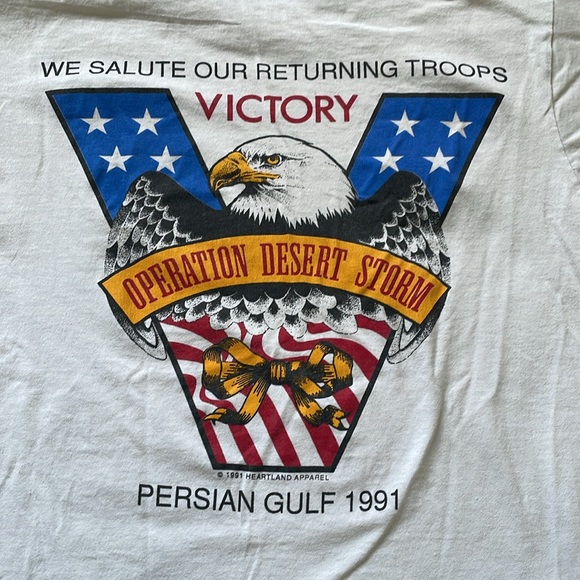 WE SALUTE OUR RETURNING TROOPS
VICTORY
OPERATION DESERT STORM
© 1991 HEARTLAND APPAREL
PERSIAN GULF 1991